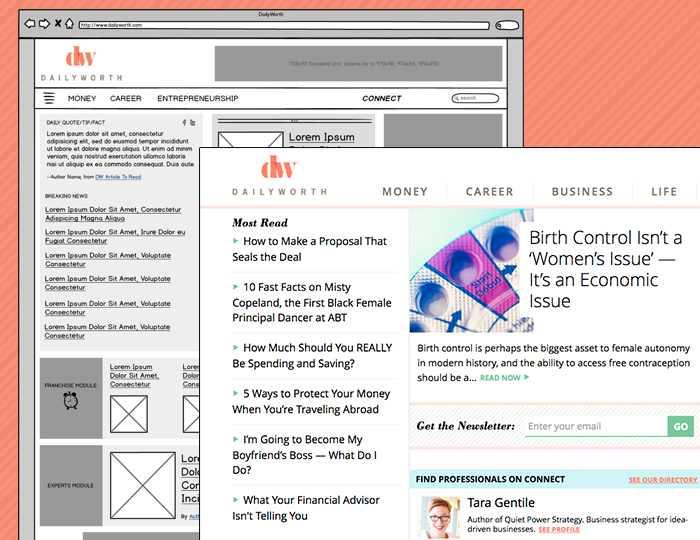 DailyWorth
http://www.dailyworth.com
dw
DAILYWORTH
728x90 Standard Unit, options for to 970x90, 970x66, 970x250
MONEY CAREER ENTREPRENEURSHIP CONNECT search
DAILY QUOTE/TIP/FACT
Lorem ipsum dolor sit amet, consectetur
adipisicing elit, sed do eiusmod tempor incididunt
ut labore et dolore magna aliqua. Ut enim ad minim
veniam, quis nostrud exercitation ullamco laboris
nisi ut aliquip ex ea commodo consequat. Duis aute
--Author Name, from DW Article To Read
BREAKING NEWS
Lorem Ipsum Dolor Sit Amet, Consectetur
Adispicing Magna Aliqua
Lorem Ipsum Dolor Sit Amet, Irure Dolor eu
Fugiat Consectetur
Lorem Ipsum Dolor Sit Amet, Voluptate
Consectetur
Lorem Ipsum Dolor Sit Amet, Voluptate
Consectetur
Lorem Ipsum Dolor Sit Amet, Voluptate
Consectetur
Lorem Ipsum Dolor Sit Amet, Voluptate
Consectetur
Lorem Ipsum
FRANCHISE MODULE
Lorem Ipsum
Dolor Sit Amet,
Consectetur
Lorem
Dolor S
Consec
EXPERTS MODULE
Lore
Dolo
Con
Inci
By Aut
dw
DAILYWORTH
MONEY CAREER BUSINESS LIFE
Most Read
How to Make a Proposal That
Seals the Deal
10 Fast Facts on Misty
Copeland, the First Black Female
Principal Dancer at ABT
How Much Should You REALLY
Be Spending and Saving?
5 Ways to Protect Your Money
When You're Traveling Abroad
I'm Going to Become My
Boyfriend's Boss — What Do I
Do?
What Your Financial Advisor
Isn't Telling You
Start
Début
Birth Control Isn't a
'Women's Issue' —
It's an Economic
Issue
Birth control is perhaps the biggest asset to female autonomy
in modern history, and the ability to access free contraception
should be a... READ NOW
Get the Newsletter: Enter your email GO
FIND PROFESSIONALS ON CONNECT SEE OUR DIRECTORY
Tara Gentile
Author of Quiet Power Strategy. Business strategist for idea-
driven businesses. SEE PROFILE